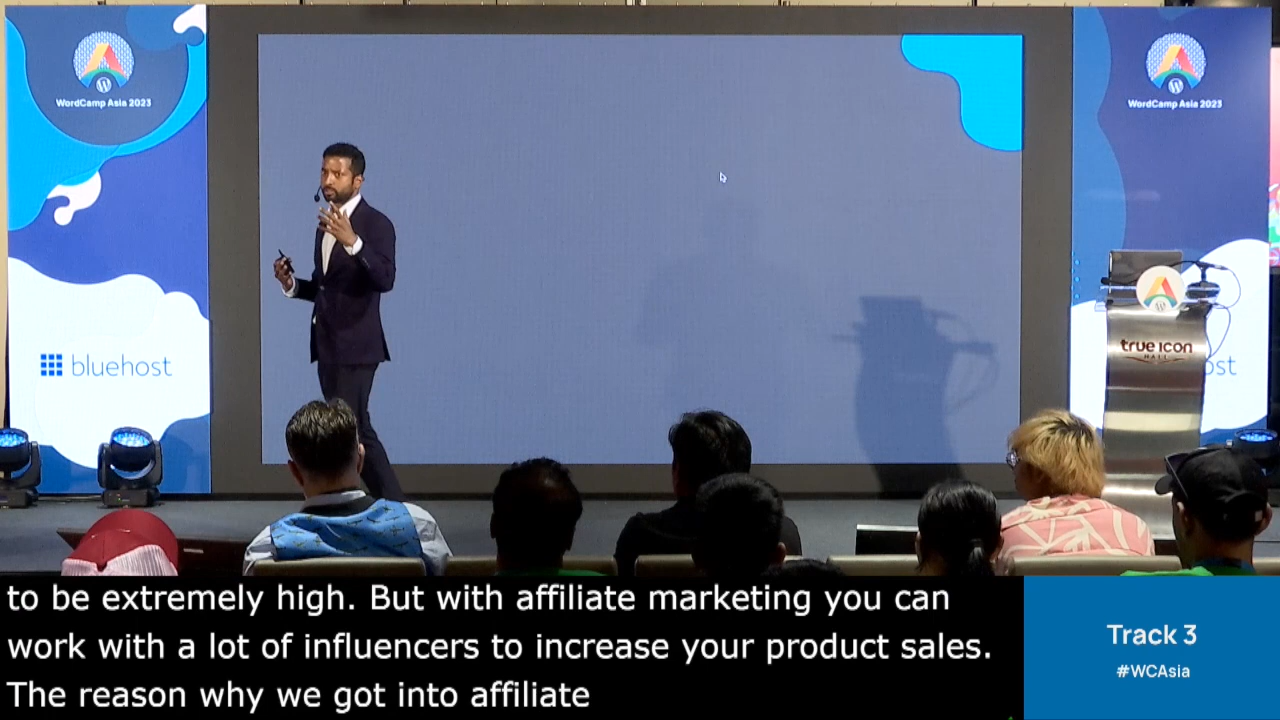 WordCamp Asia 2023
WordCamp Asia 2023
bluehost
true icon
HALL
ost
to be extremely high. But with affiliate marketing you can
work with a lot of influencers to increase your product sales.
The reason why we got into affiliate
Track 3
#WCAsia